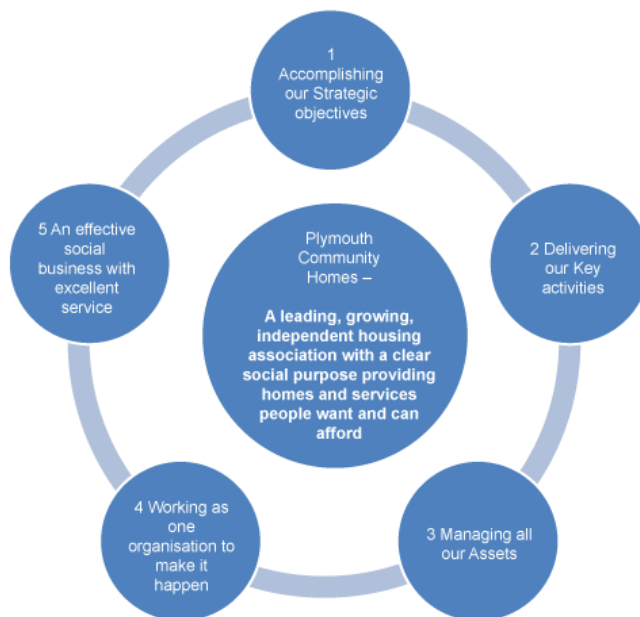 1
Accomplishing
our Strategic
objectives
2 Delivering
our Key
activities
3 Managing all
our Assets
4 Working as
one
organisation to
make it
happen
5 An effective
social
business with
excellent
service
Plymouth
Community
Homes –
A leading, growing,
independent housing
association with a clear
social purpose providing
homes and services
people want and can
afford